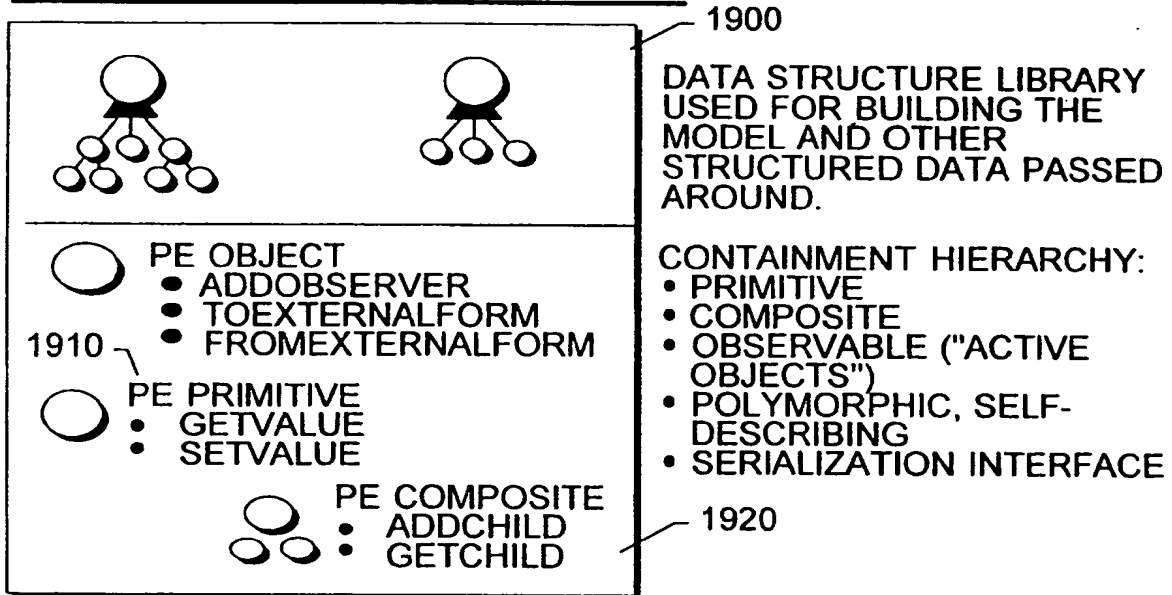 1900
DATA STRUCTURE LIBRARY
USED FOR BUILDING THE
MODEL AND OTHER
STRUCTURED DATA PASSED
AROUND.
PE OBJECT
• ADDOBSERVER
• TOEXTERNALFORM
• FROMEXTERNALFORM
1910
PE PRIMITIVE
• GETVALUE
• SETVALUE
PE COMPOSITE
• ADDCHILD
• GETCHILD
CONTAINMENT HIERARCHY:
• PRIMITIVE
• COMPOSITE
• OBSERVABLE ("ACTIVE
OBJECTS")
• POLYMORPHIC, SELF-
DESCRIBING
• SERIALIZATION INTERFACE
1920